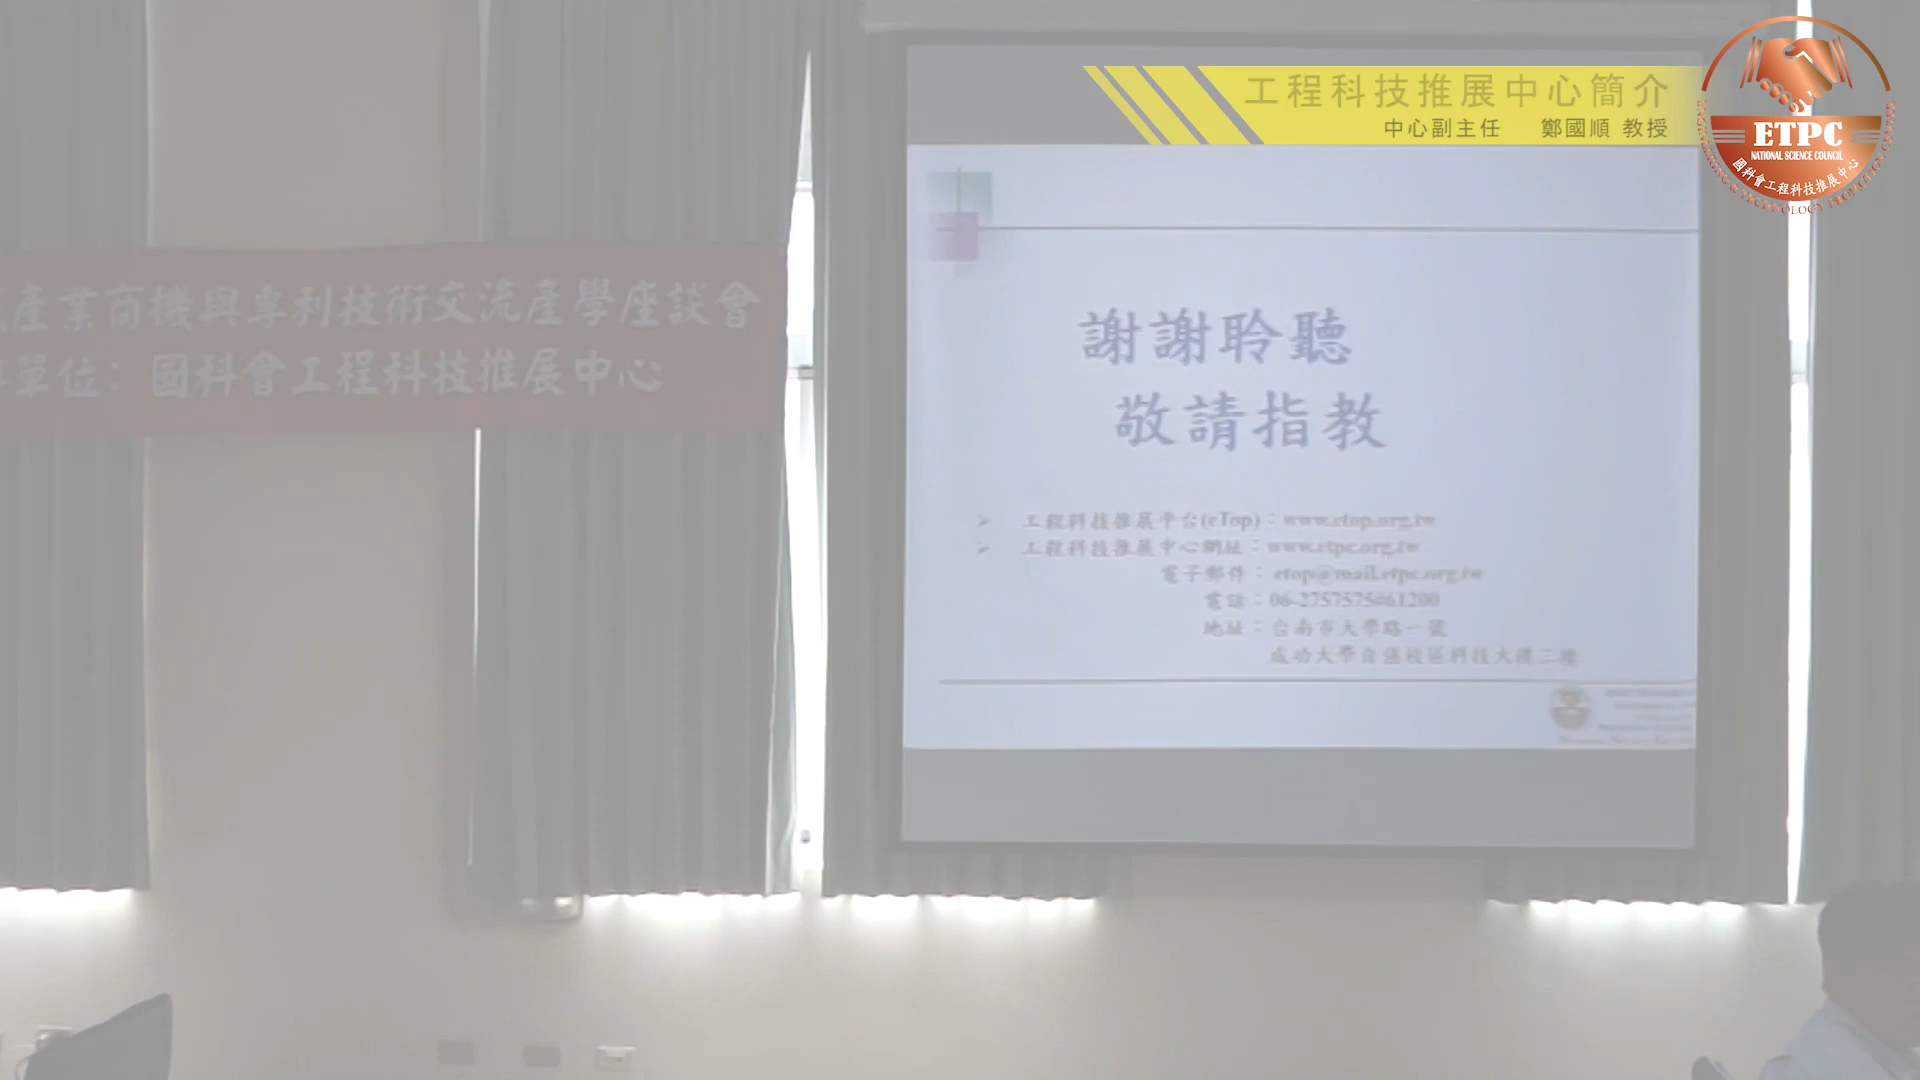 工程科技推展中心簡介
中心副主任 鄭國順 教授
ETPC
NATIONAL SCIENCE COUNCIL
國科會工程科技推展中心
產業商機與專利技術交流產學座談會
單位：國科會工程科技推展中心
謝謝聆聽
敬請指教
➢ 工程科技推展平台(eTop)：www.etop.org.tw
➢ 工程科技推展中心網址：www.etpc.org.tw
電子郵件：etop@mail.etpc.org.tw
電話：06-2757575#61200
地址：台南市大學路一號
成功大學自強校區科技大樓三樓